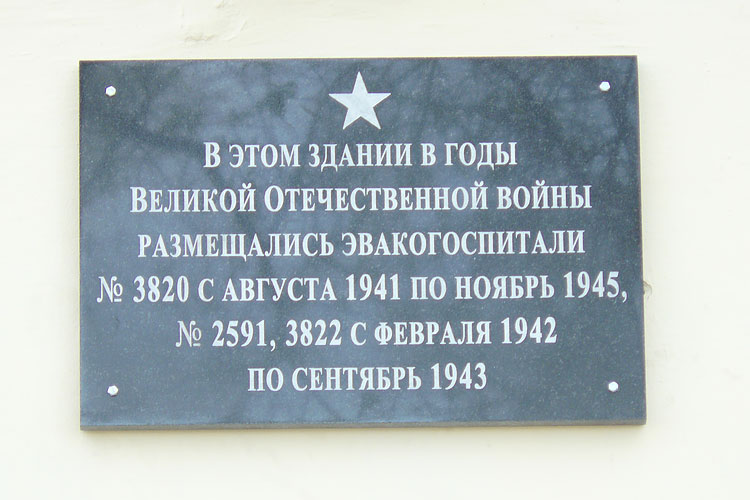 В ЭТОМ ЗДАНИИ В ГОДЫ
ВЕЛИКОЙ ОТЕЧЕСТВЕННОЙ ВОЙНЫ
РАЗМЕЩАЛИСЬ ЭВАКОГОСПИТАЛИ
№ 3820 С АВГУСТА 1941 ПО НОЯБРЬ 1945,
№ 2591, 3822 С ФЕВРАЛЯ 1942
ПО СЕНТЯБРЬ 1943